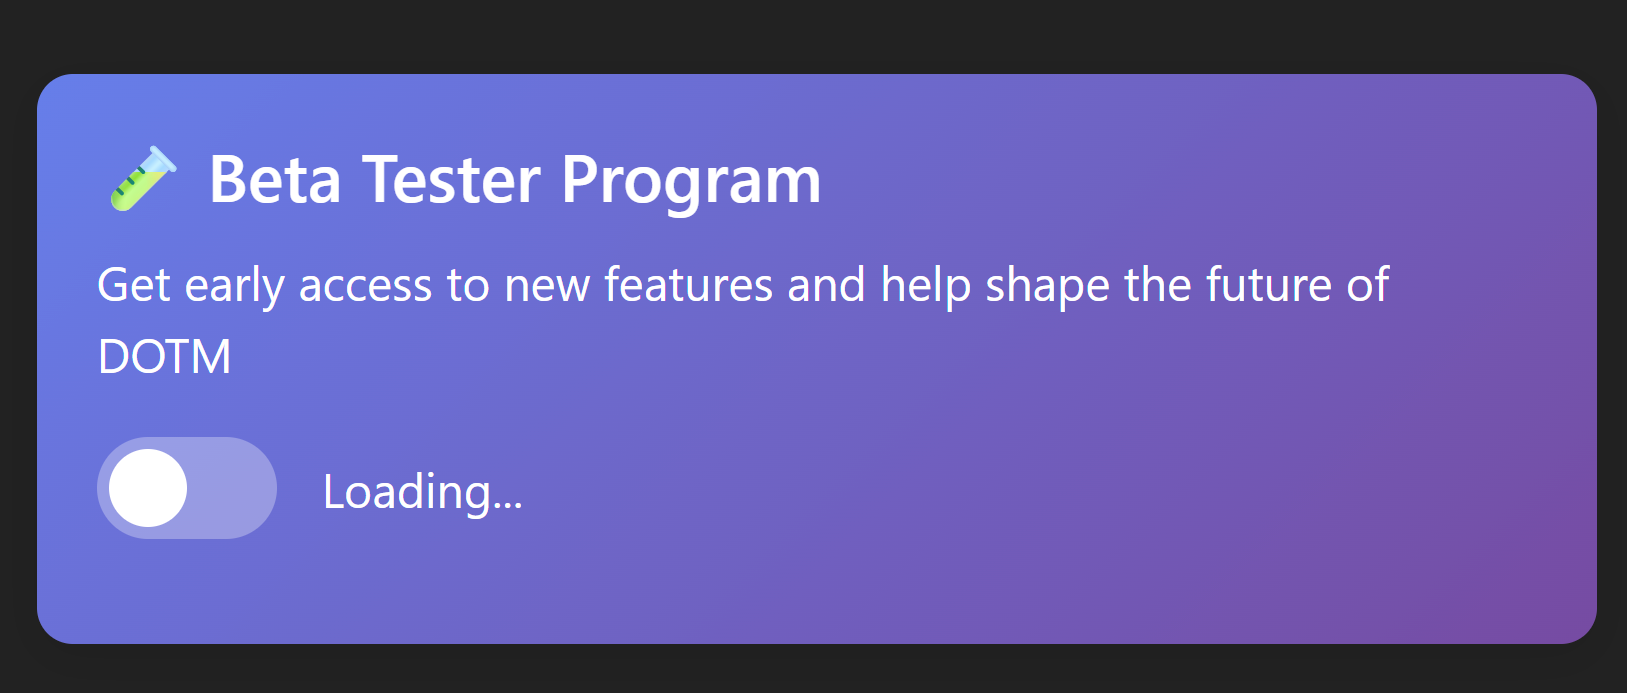 Beta Tester Program
Get early access to new features and help shape the future of
DOTM
Loading...